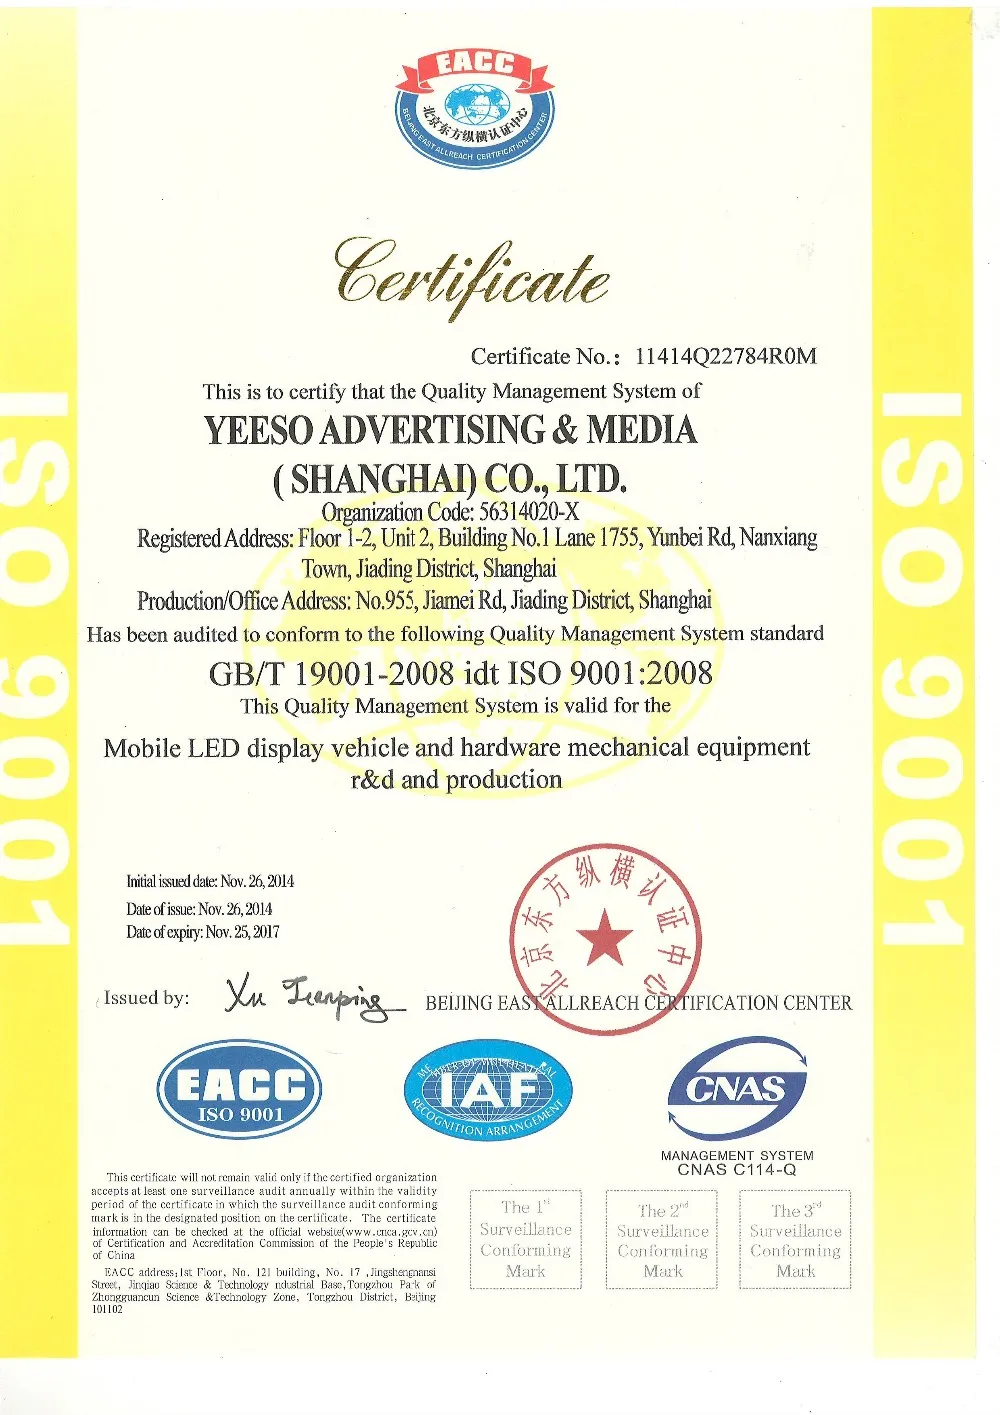 EACC
北京东方纵横认证中心
BEIJING EAST ALLREACH CERTIFICATION CENTER
Certificate
Certificate No.: 11414Q22784R0M
This is to certify that the Quality Management System of
YEESO ADVERTISING & MEDIA
( SHANGHAI) CO., LTD.
Organization Code: 56314020-X
Registered Address: Floor 1-2, Unit 2, Building No.1 Lane 1755, Yunbei Rd, Nanxiang
Town, Jiading District, Shanghai
Production/Office Address: No.955, Jiamei Rd, Jiading District, Shanghai
Has been audited to conform to the following Quality Management System standard
GB/T 19001-2008 idt ISO 9001:2008
This Quality Management System is valid for the
Mobile LED display vehicle and hardware mechanical equipment
r&d and production
ISO 9001
ISO 9001
Initial issued date: Nov. 26, 2014
Date of issue: Nov. 26, 2014
Date of expiry: Nov. 25, 2017
北京东方纵横认证中心
Issued by: Xu Jianping BEIJING EAST ALLREACH CERTIFICATION CENTER
EACC
ISO 9001
IAF
RECOGNITION ARRANGEMENT
CNAS
MANAGEMENT SYSTEM
CNAS C114-Q
This certificate will not remain valid only if the certified organization
accepts at least one surveillance audit annually within the validity
period of the certificate in which the surveillance audit conforming
mark is in the designated position on the certificate. The certificate
information can be checked at the official website(www.cnca.gcv.cn)
of Certification and Accreditation Commission of the People's Republic
of China
EACC address:1st Floor, No. 121 building, No. 17 ,Jingshengnansi
Street, Jinqiao Science & Technology ndustrial Base,Tongzhou Park of
Zhongguancun Science &Technology Zone, Tongzhou District, Beijing
101102
The 1st
Surveillance
Conforming
Mark
The 2nd
Surveillance
Conforming
Mark
The 3rd
Surveillance
Conforming
Mark